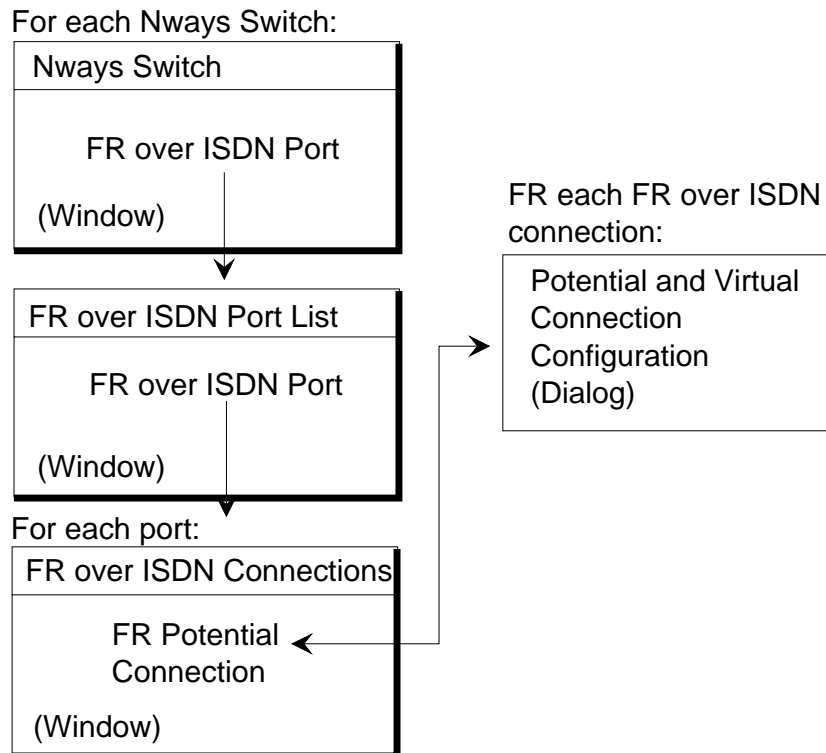 For each Nways Switch:
Nways Switch
FR over ISDN Port
(Window)
FR over ISDN Port List
FR over ISDN Port
(Window)
For each port:
FR over ISDN Connections
FR Potential
Connection
(Window)
FR each FR over ISDN
connection:
Potential and Virtual
Connection
Configuration
(Dialog)